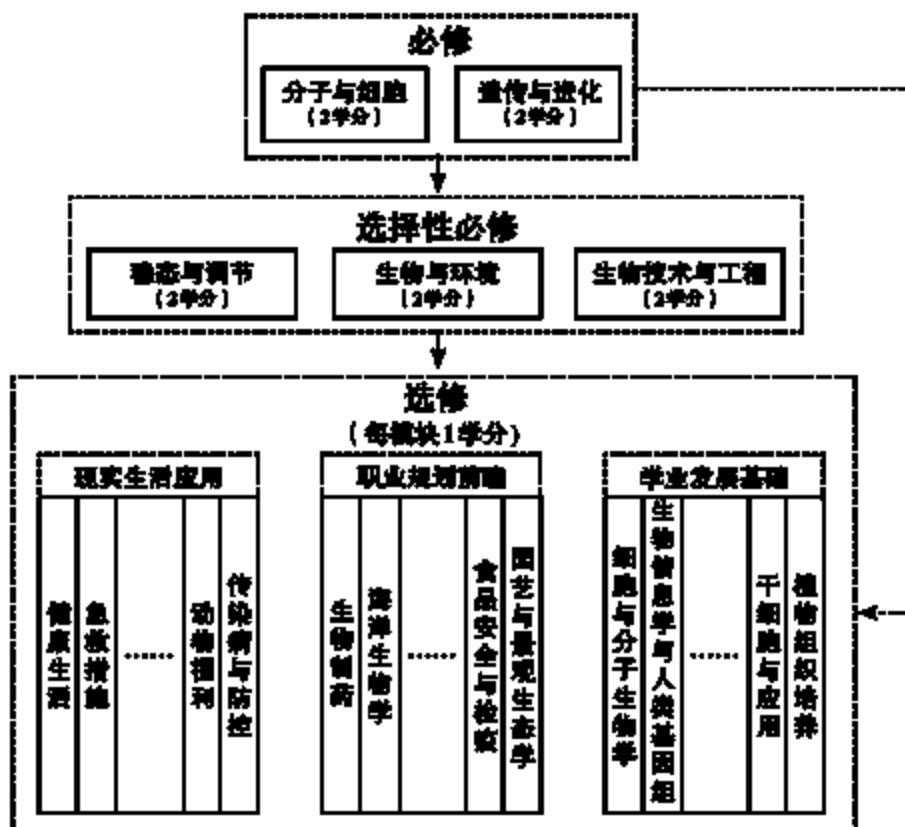 必修
分子与细胞
(2学分)
遗传与进化
(2学分)
选择性必修
稳态与调节
(2学分)
生物与环境
(2学分)
生物技术与工程
(2学分)
选修
(每模块1学分)
现实生活应用
健康生活
急救措施
……
动物福利
传染病与防控
职业规划前瞻
生物制药
海洋生物学
……
食品安全与检验
园艺与景观生态学
学业发展基础
细胞与分子生物学
生物信息学与人类基因组
……
干细胞与应用
植物组织培养